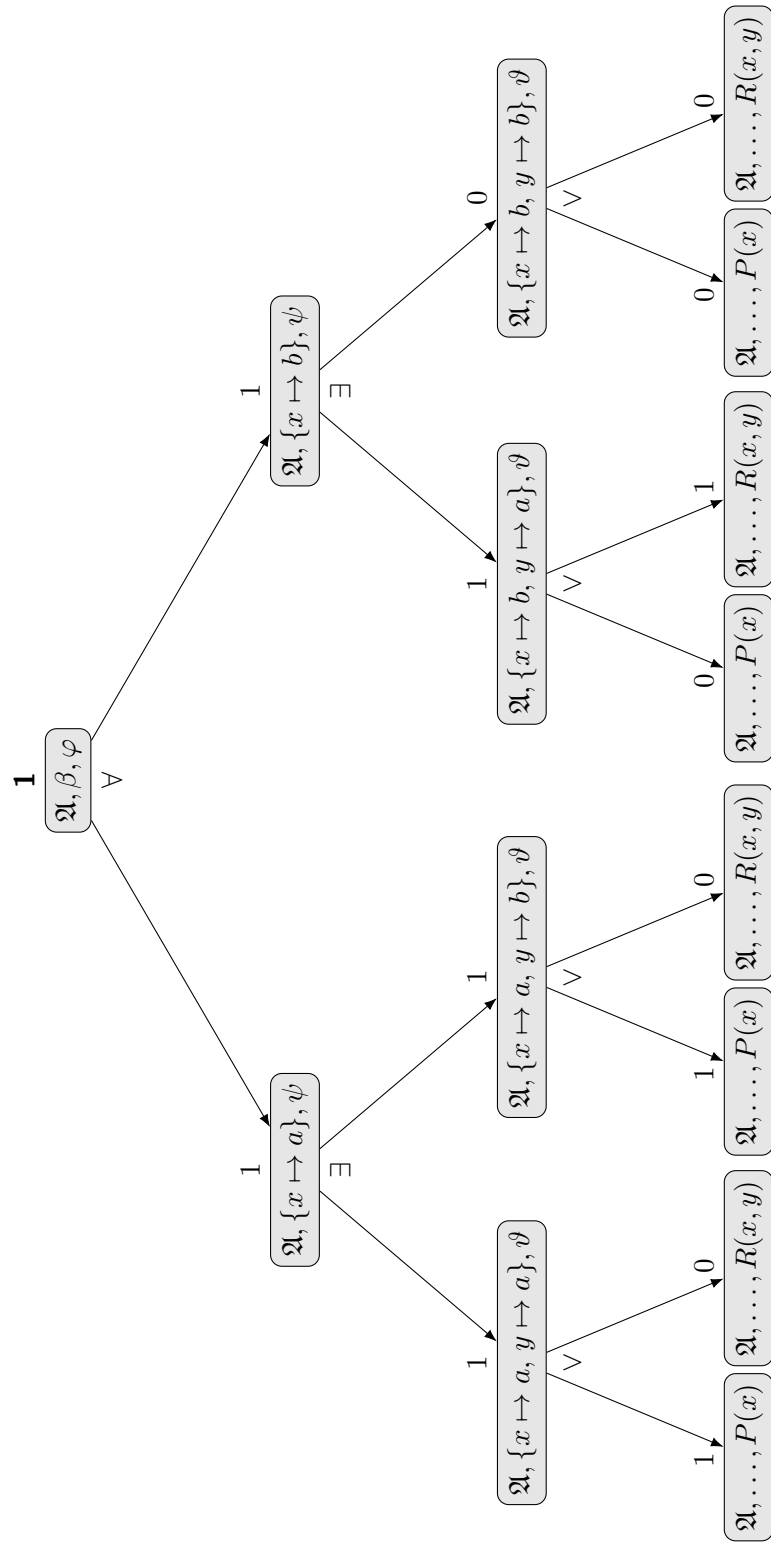 1
𝔄, β, φ
∀
1 1
𝔄, {x ↦ a}, ψ 𝔄, {x ↦ b}, ψ
∃ ∃
1 1 1 0
𝔄, {x ↦ a, y ↦ a}, ϑ 𝔄, {x ↦ a, y ↦ b}, ϑ 𝔄, {x ↦ b, y ↦ a}, ϑ 𝔄, {x ↦ b, y ↦ b}, ϑ
∨ ∨ ∨ ∨
1 0 1 0 0 1 0 0
𝔄, . . . , P(x) 𝔄, . . . , R(x, y) 𝔄, . . . , P(x) 𝔄, . . . , R(x, y) 𝔄, . . . , P(x) 𝔄, . . . , R(x, y) 𝔄, . . . , P(x) 𝔄, . . . , R(x, y)